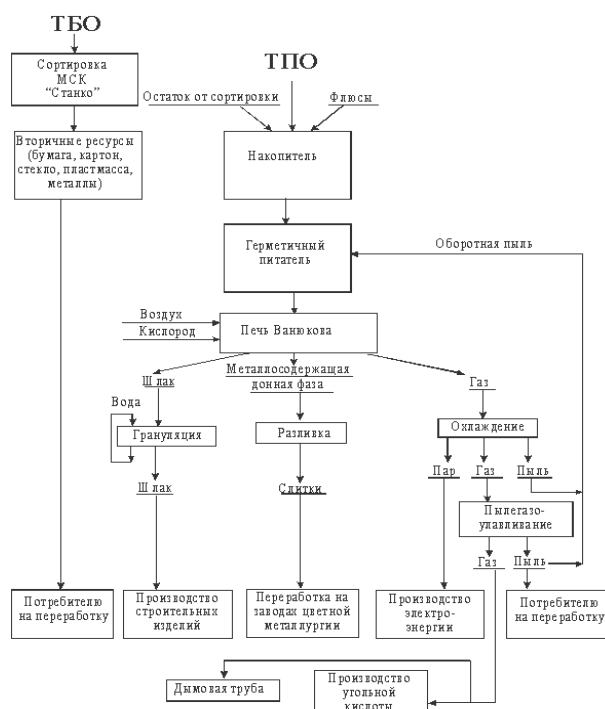 ТБО
Сортировка
МСК
"Станко"
ТПО
Остаток от сортировки
Флюсы
Вторичные ресурсы
(бумага, картон,
стекло, пластмасса,
металлы)
Накопитель
Герметичный
питатель
Оборотная пыль
Воздух
Кислород
Печь Ванюкова
Шлак
Металлосодержащая
донная фаза
Газ
Вода
Грануляция
Разливка
Охлаждение
Шлак
Слитки
Пар
Газ
Пыль
Пылегазо-
улавливание
Газ
Пыль
Потребителю
на переработку
Производство
строительных
изделий
Переработка на
заводах цветной
металлургии
Производство
электро-
энергии
Потребителю
на переработку
Дымовая труба
Производство
угольной
кислоты